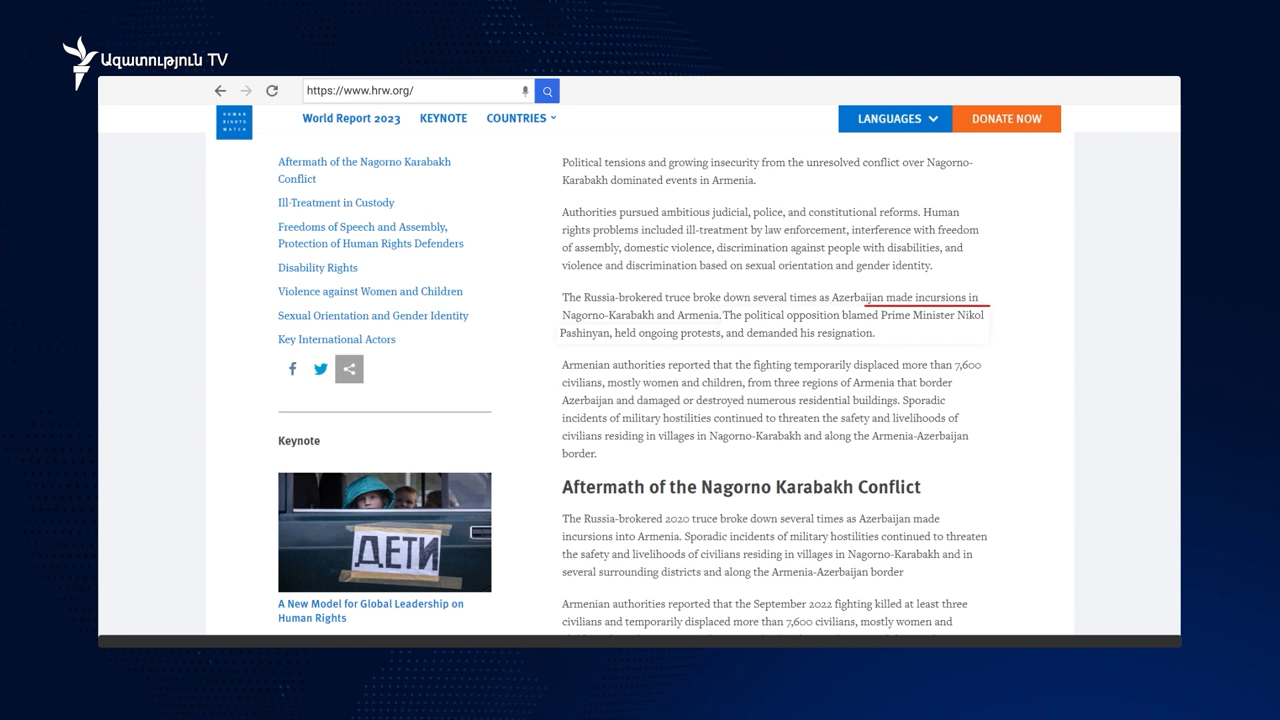 Ազատություն TV
https://www.hrw.org/
HUMAN
RIGHTS
WATCH
World Report 2023
KEYNOTE
COUNTRIES
LANGUAGES
DONATE NOW
Aftermath of the Nagorno Karabakh
Conflict
Ill-Treatment in Custody
Freedoms of Speech and Assembly,
Protection of Human Rights Defenders
Disability Rights
Violence against Women and Children
Sexual Orientation and Gender Identity
Key International Actors
Keynote
ДЕТИ
A New Model for Global Leadership on
Human Rights
Political tensions and growing insecurity from the unresolved conflict over Nagorno-
Karabakh dominated events in Armenia.
Authorities pursued ambitious judicial, police, and constitutional reforms. Human
rights problems included ill-treatment by law enforcement, interference with freedom
of assembly, domestic violence, discrimination against people with disabilities, and
violence and discrimination based on sexual orientation and gender identity.
The Russia-brokered truce broke down several times as Azerbaijan made incursions in
Nagorno-Karabakh and Armenia. The political opposition blamed Prime Minister Nikol
Pashinyan, held ongoing protests, and demanded his resignation.
Armenian authorities reported that the fighting temporarily displaced more than 7,600
civilians, mostly women and children, from three regions of Armenia that border
Azerbaijan and damaged or destroyed numerous residential buildings. Sporadic
incidents of military hostilities continued to threaten the safety and livelihoods of
civilians residing in villages in Nagorno-Karabakh and along the Armenia-Azerbaijan
border.
Aftermath of the Nagorno Karabakh Conflict
The Russia-brokered 2020 truce broke down several times as Azerbaijan made
incursions into Armenia. Sporadic incidents of military hostilities continued to threaten
the safety and livelihoods of civilians residing in villages in Nagorno-Karabakh and in
several surrounding districts and along the Armenia-Azerbaijan border
Armenian authorities reported that the September 2022 fighting killed at least three
civilians and temporarily displaced more than 7,600 civilians, mostly women and